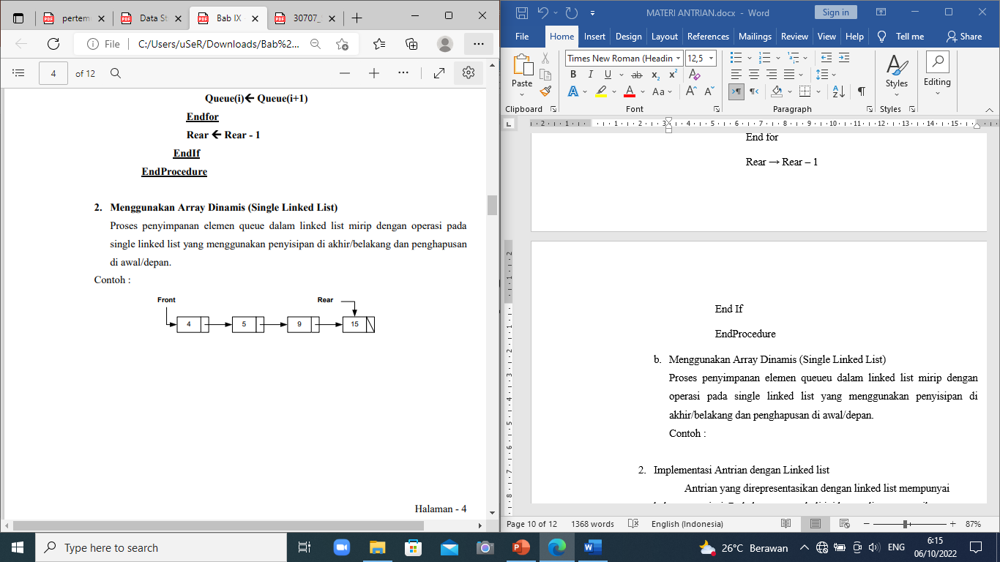 pertem
Data St
Bab IX
30707_
File
C:/Users/uSeR/Downloads/Bab%2...
4 of 12
Queue(i)🡨 Queue(i+1)
Endfor
Rear 🡨 Rear - 1
EndIf
EndProcedure
2. Menggunakan Array Dinamis (Single Linked List)
Proses penyimpanan elemen queue dalam linked list mirip dengan operasi pada
single linked list yang menggunakan penyisipan di akhir/belakang dan penghapusan
di awal/depan.
Contoh :
Front Rear
4 5 9 15
Halaman - 4
MATERI ANTRIAN.docx - Word
Sign in
File Home Insert Design Layout References Mailings Review View Help Tell me Share
Times New Roman (Headin 12,5
Paste
Styles
Editing
Clipboard Font Paragraph Styles
End for
Rear → Rear – 1
End If
EndProcedure
b. Menggunakan Array Dinamis (Single Linked List)
Proses penyimpanan elemen queueu dalam linked list mirip dengan
operasi pada single linked list yang menggunakan penyisipan di
akhir/belakang dan penghapusan di awal/depan.
Contoh :
2. Implementasi Antrian dengan Linked list
Antrian yang direpresentasikan dengan linked list mempunyai
Page 10 of 12 1368 words English (Indonesia) 87%
Type here to search
26°C Berawan
ENG
6:15
06/10/2022